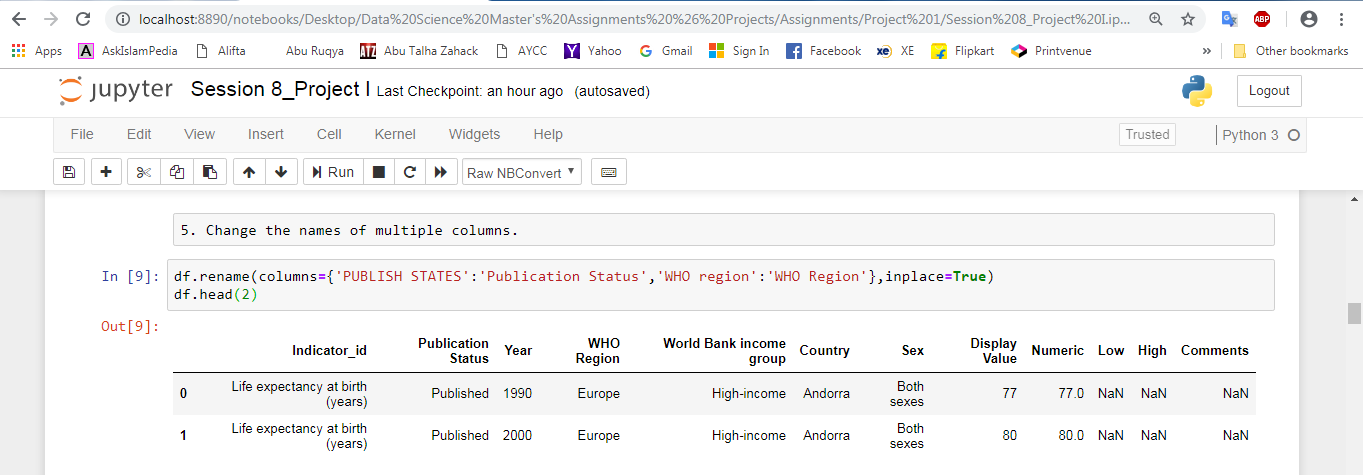 localhost:8890/notebooks/Desktop/Data%20Science%20Master's%20Assignments%20%26%20Projects/Assignments/Project%201/Session%208_Project%20I.ip...
ABP
Apps A AskIslamPedia Alifta Abu Ruqya ATZ Abu Talha Zahack AYCC Y Yahoo G Gmail Sign In f Facebook xe XE f Flipkart Printvenue » Other bookmarks
jupyter Session 8_Project I Last Checkpoint: an hour ago (autosaved) Logout
File Edit View Insert Cell Kernel Widgets Help Trusted Python 3
Run Raw NBConvert
5. Change the names of multiple columns.
In [9]: df.rename(columns={'PUBLISH STATES':'Publication Status','WHO region':'WHO Region'},inplace=True)
df.head(2)
Out[9]:
Indicator_id Publication Status Year WHO Region World Bank income group Country Sex Display Value Numeric Low High Comments
0 Life expectancy at birth (years) Published 1990 Europe High-income Andorra Both sexes 77 77.0 NaN NaN NaN
1 Life expectancy at birth (years) Published 2000 Europe High-income Andorra Both sexes 80 80.0 NaN NaN NaN